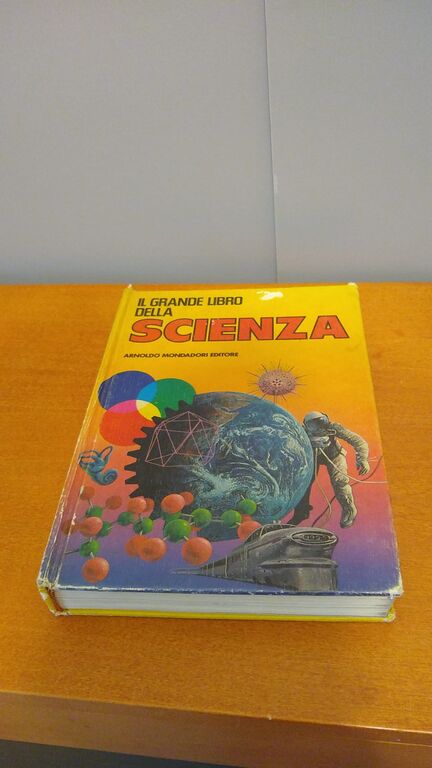 IL GRANDE LIBRO
DELLA
SCIENZA
ARNOLDO MONDADORI EDITORE